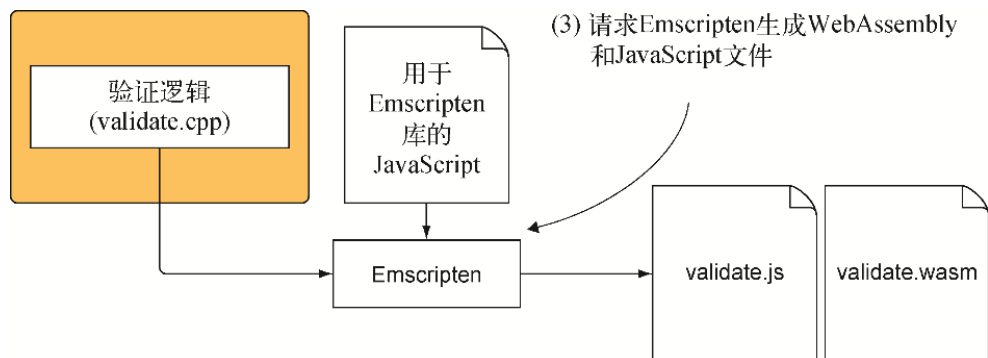 (3) 请求Emscripten生成WebAssembly
和JavaScript文件
验证逻辑
(validate.cpp)
用于
Emscripten
库的
JavaScript
Emscripten
validate.js
validate.wasm